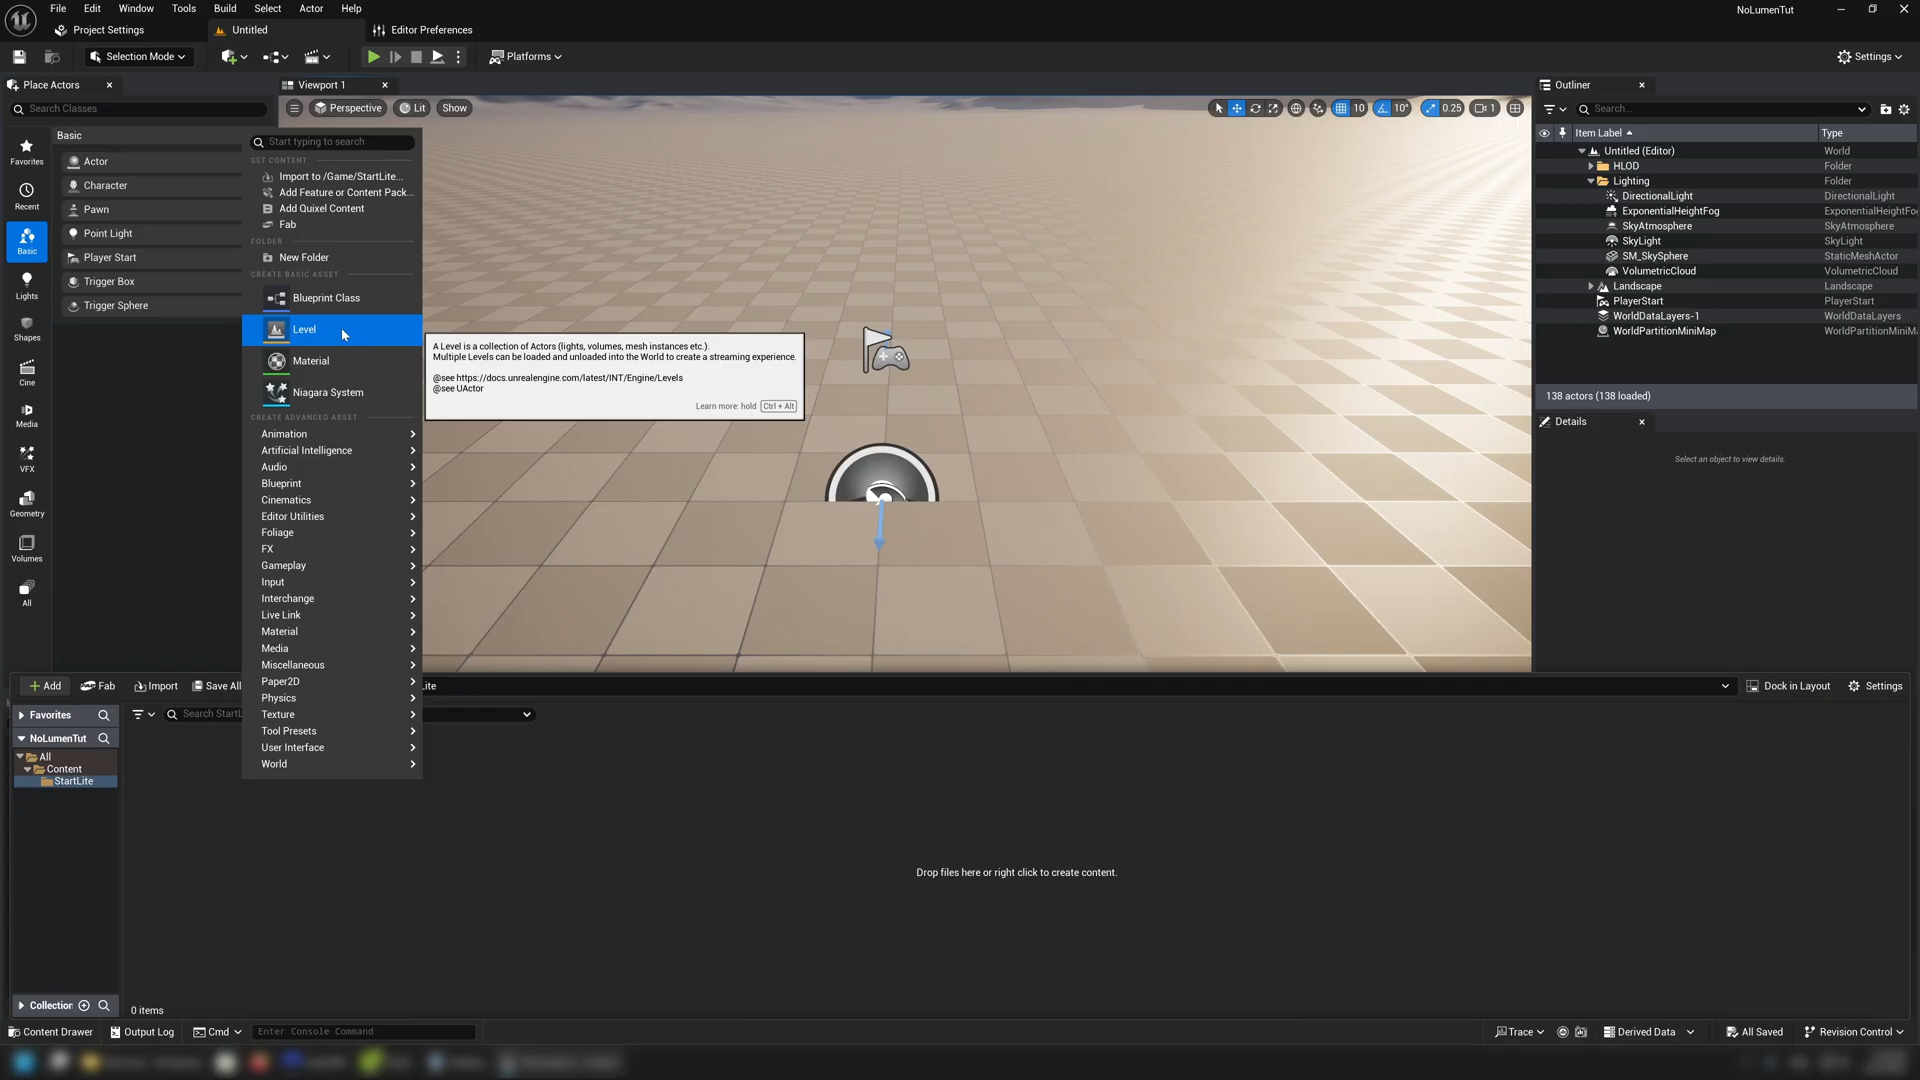 File Edit Window Tools Build Select Actor Help
NoLumenTut
Project Settings
Untitled
Editor Preferences
Selection Mode
Platforms
Settings
Place Actors
Viewport 1
Outliner
Search Classes
Perspective
Lit
Show
10
10°
0.25
1
Search...
Basic
Item Label
Type
Favorites
Recent
Basic
Lights
Shapes
Cine
Media
VFX
Geometry
Volumes
All
Actor
Character
Pawn
Point Light
Player Start
Trigger Box
Trigger Sphere
Start typing to search
GET CONTENT
Import to /Game/StartLite...
Add Feature or Content Pack...
Add Quixel Content
Fab
FOLDER
New Folder
CREATE BASIC ASSET
Blueprint Class
Level
Material
Niagara System
CREATE ADVANCED ASSET
Animation
Artificial Intelligence
Audio
Blueprint
Cinematics
Editor Utilities
Foliage
FX
Gameplay
Input
Interchange
Live Link
Material
Media
Miscellaneous
Paper2D
Physics
Texture
Tool Presets
User Interface
World
A Level is a collection of Actors (lights, volumes, mesh instances etc.).
Multiple Levels can be loaded and unloaded into the World to create a streaming experience.
@see https://docs.unrealengine.com/latest/INT/Engine/Levels
@see UActor
Learn more: hold Ctrl + Alt
Untitled (Editor) World
HLOD Folder
Lighting Folder
DirectionalLight DirectionalLight
ExponentialHeightFog ExponentialHeightFo
SkyAtmosphere SkyAtmosphere
SkyLight SkyLight
SM_SkySphere StaticMeshActor
VolumetricCloud VolumetricCloud
Landscape Landscape
PlayerStart PlayerStart
WorldDataLayers-1 WorldDataLayers
WorldPartitionMiniMap WorldPartitionMiniM
138 actors (138 loaded)
Details
Select an object to view details.
Add Fab Import Save All
ite
Dock in Layout Settings
Favorites
Search StartL
NoLumenTut
All
Content
StartLite
Drop files here or right click to create content.
Collection
0 items
Content Drawer Output Log Cmd Enter Console Command
Trace Derived Data All Saved Revision Control